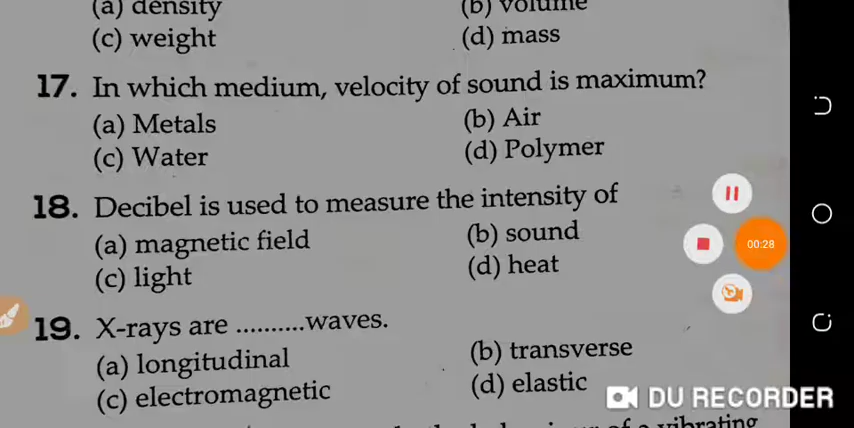 (a) density (b) volume
(c) weight (d) mass
17. In which medium, velocity of sound is maximum?
(a) Metals (b) Air
(c) Water (d) Polymer
18. Decibel is used to measure the intensity of
(a) magnetic field (b) sound
(c) light (d) heat
00:28
19. X-rays are ..........waves.
(a) longitudinal (b) transverse
(c) electromagnetic (d) elastic
DU RECORDER
of a vibrating